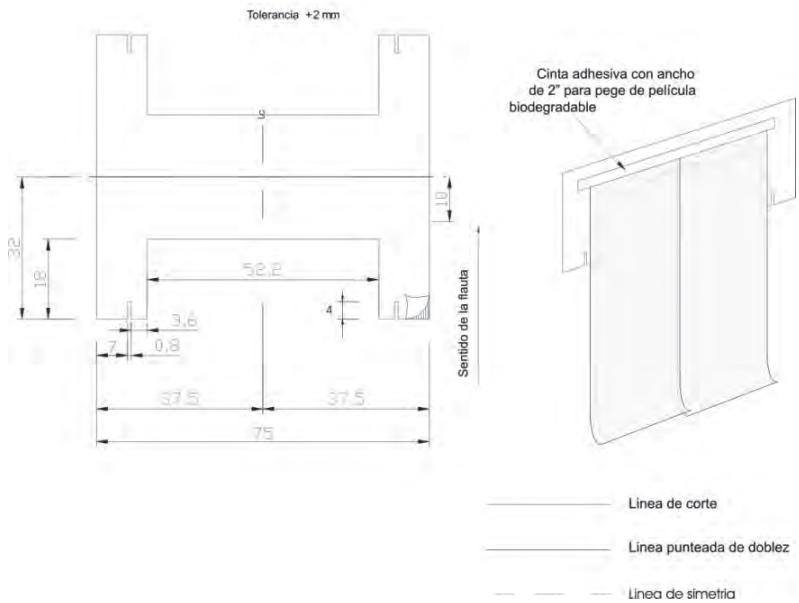 Tolerancia +2 mm
Cinta adhesiva con ancho
de 2" para pege de película
biodegradable
9
10
32
18
52.2
4
3.6
7
0.8
37.5
37.5
75
Sentido de la flauta
Linea de corte
Linea punteada de doblez
Linea de simetria